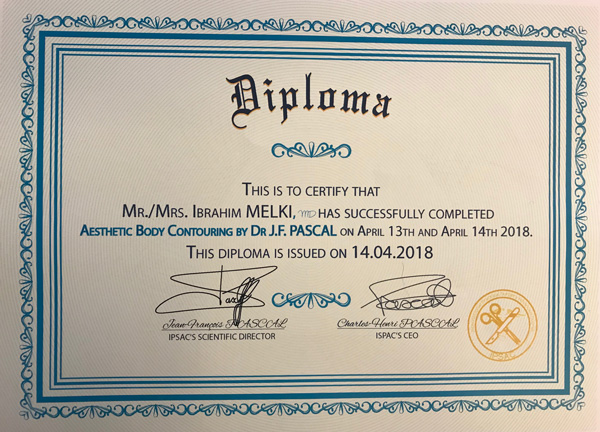 Diploma
THIS IS TO CERTIFY THAT
MR./MRS. IBRAHIM MELKI, MD HAS SUCCESSFULLY COMPLETED
AESTHETIC BODY CONTOURING BY DR J.F. PASCAL ON APRIL 13TH AND APRIL 14TH 2018.
THIS DIPLOMA IS ISSUED ON 14.04.2018
Jean-François PASCAL
IPSAC'S SCIENTIFIC DIRECTOR
Charles-Henri PASCAL
ISPAC'S CEO
IPSAC